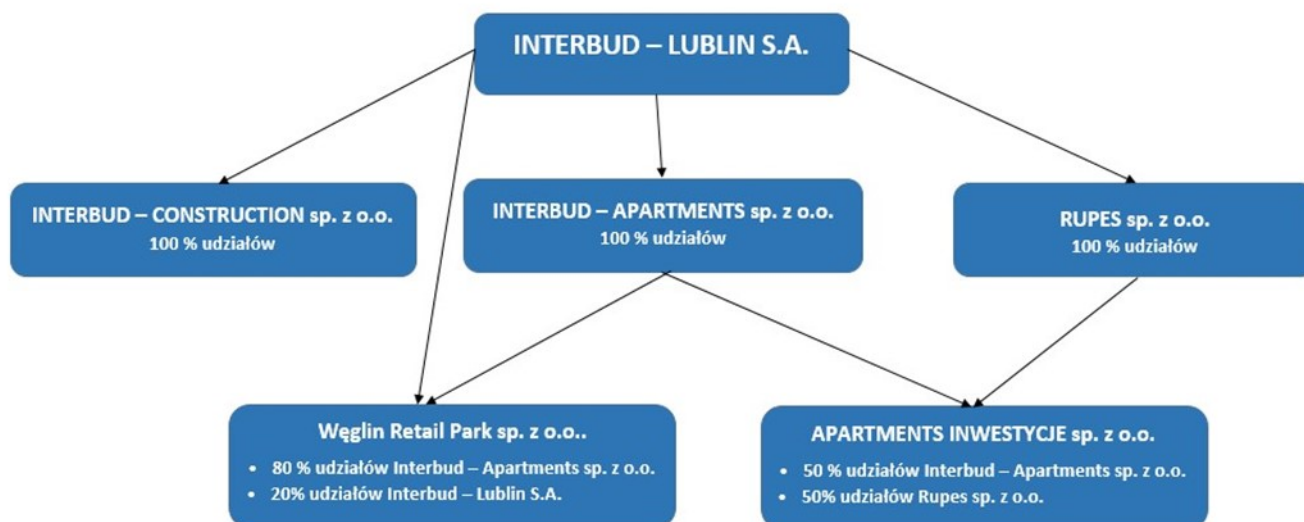 INTERBUD – LUBLIN S.A.
INTERBUD – CONSTRUCTION sp. z o.o.
100 % udziałów
INTERBUD – APARTMENTS sp. z o.o.
100 % udziałów
RUPES sp. z o.o.
100 % udziałów
Węglin Retail Park sp. z o.o..
• 80 % udziałów Interbud – Apartments sp. z o.o.
• 20% udziałów Interbud – Lublin S.A.
APARTMENTS INWESTYCJE sp. z o.o.
• 50 % udziałów Interbud – Apartments sp. z o.o.
• 50% udziałów Rupes sp. z o.o.